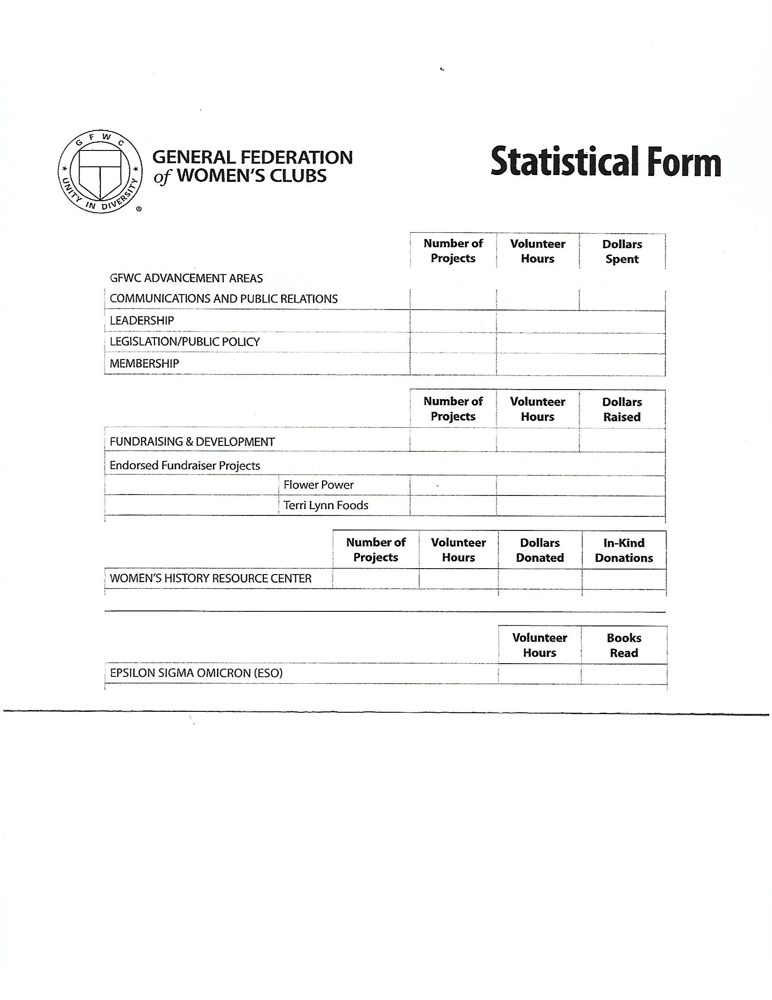 GFWC
* UNITY IN DIVERSITY *
®
GENERAL FEDERATION
of WOMEN'S CLUBS
Statistical Form
Number of Projects Volunteer Hours Dollars Spent
GFWC ADVANCEMENT AREAS
COMMUNICATIONS AND PUBLIC RELATIONS
LEADERSHIP
LEGISLATION/PUBLIC POLICY
MEMBERSHIP
Number of Projects Volunteer Hours Dollars Raised
FUNDRAISING & DEVELOPMENT
Endorsed Fundraiser Projects
Flower Power
Terri Lynn Foods
Number of Projects Volunteer Hours Dollars Donated In-Kind Donations
WOMEN'S HISTORY RESOURCE CENTER
Volunteer Hours Books Read
EPSILON SIGMA OMICRON (ESO)